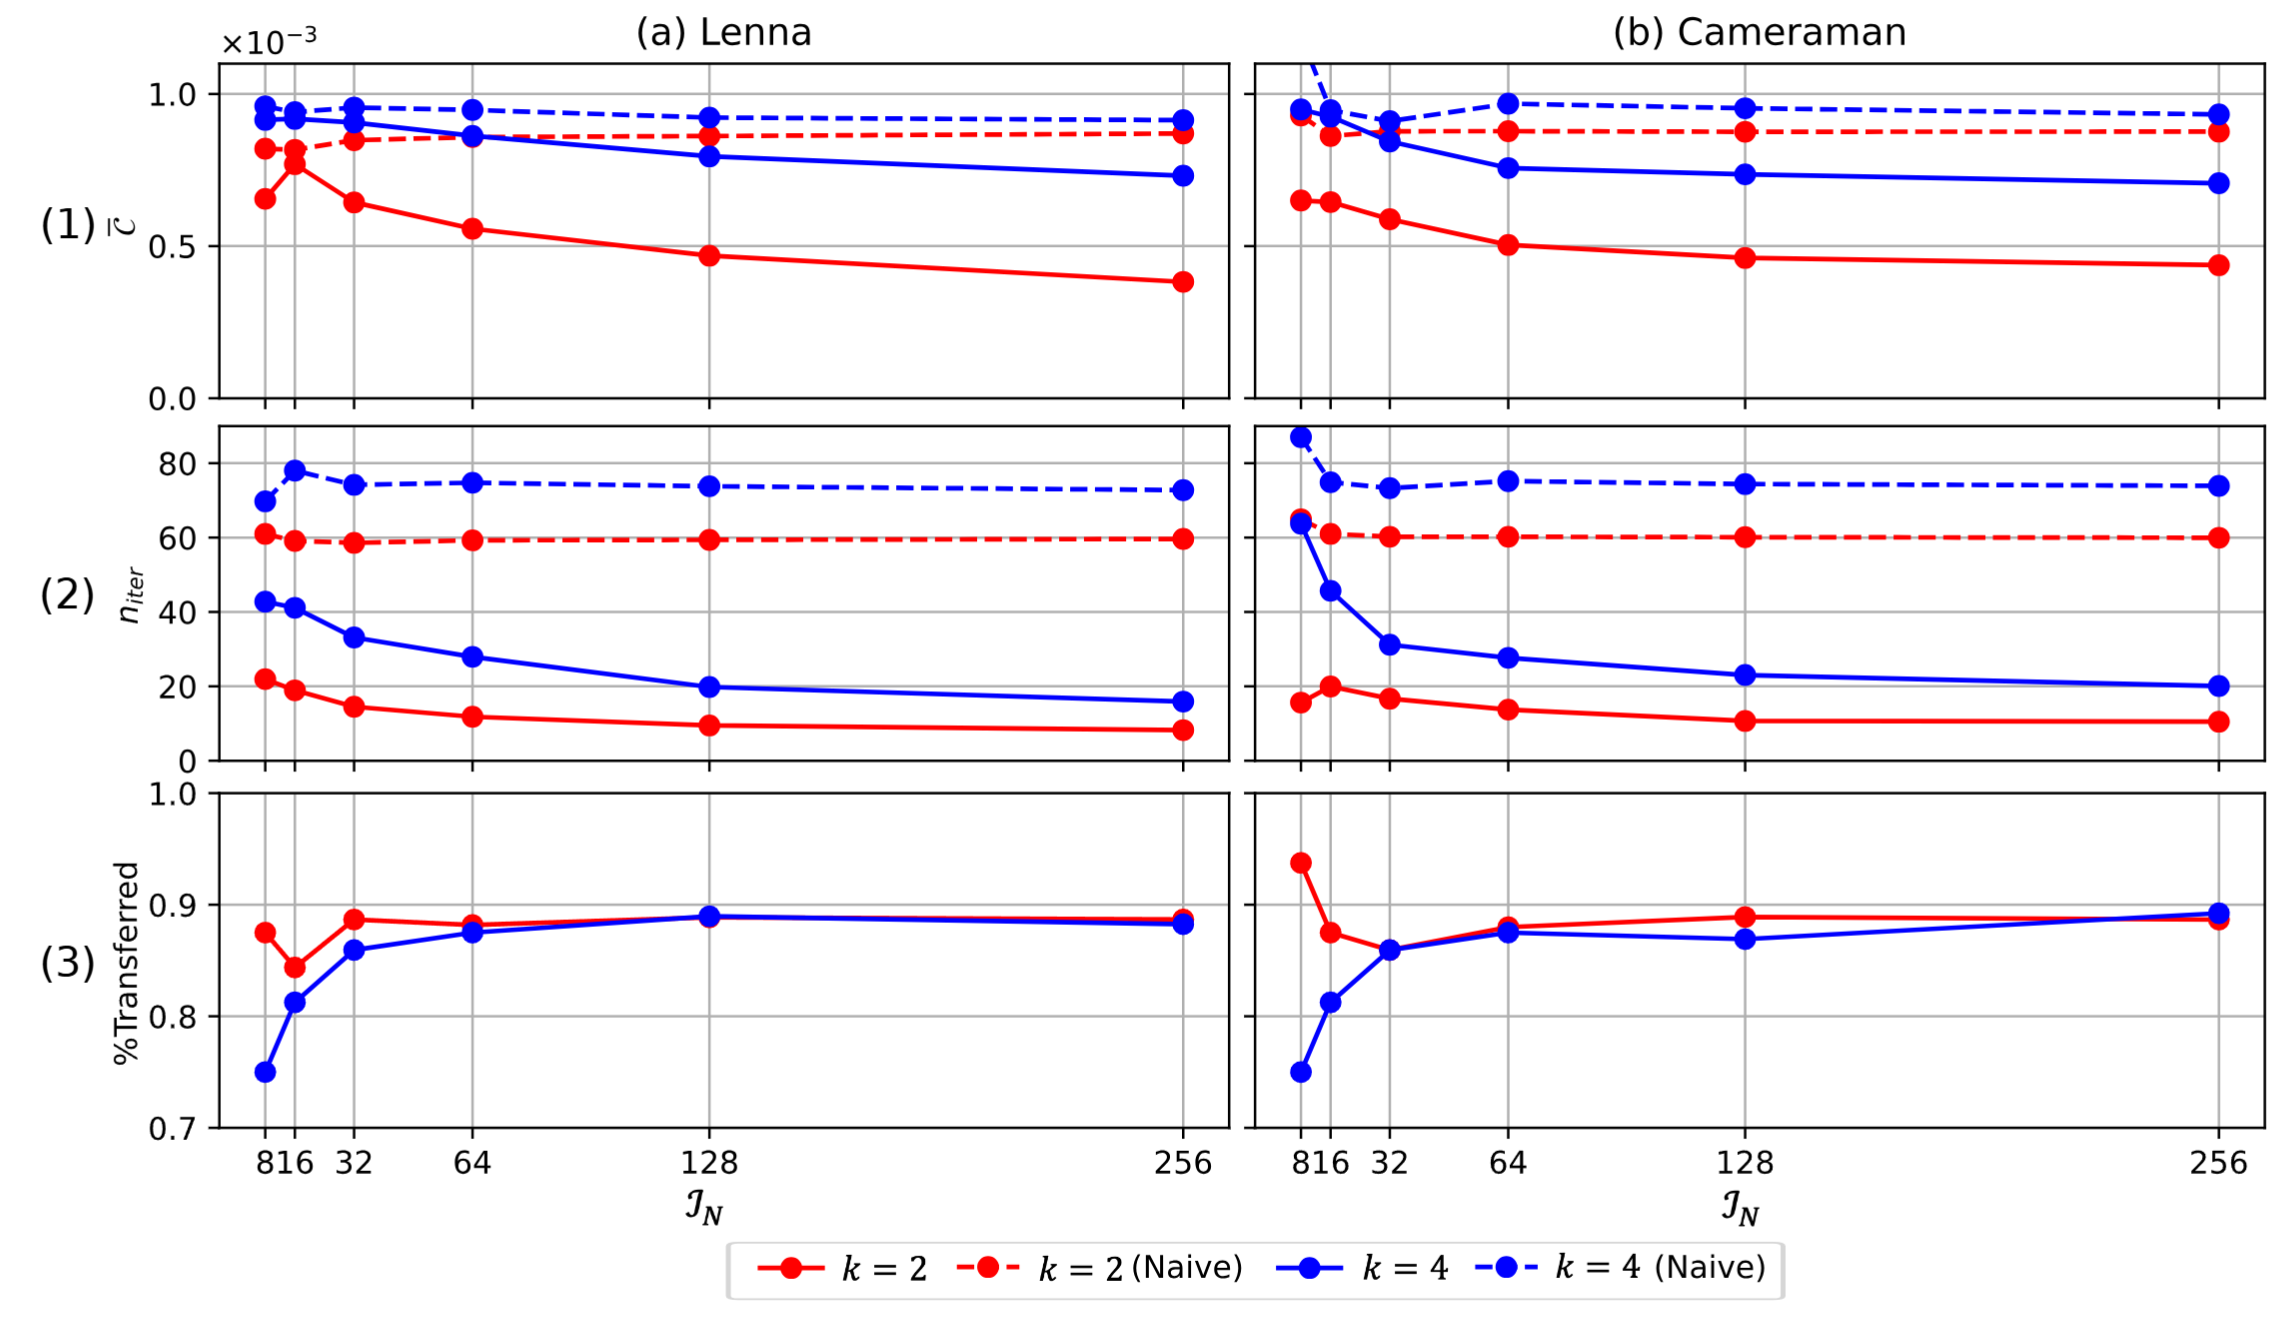 (a) Lenna
(b) Cameraman
×10⁻³
1.0
0.5
0.0
(1) 𝒞̅
80
60
40
20
0
(2) n_iter
1.0
0.9
0.8
0.7
(3) %Transferred
8 16 32 64 128 256
8 16 32 64 128 256
ℐ_N
ℐ_N
k = 2 k = 2 (Naive) k = 4 k = 4 (Naive)